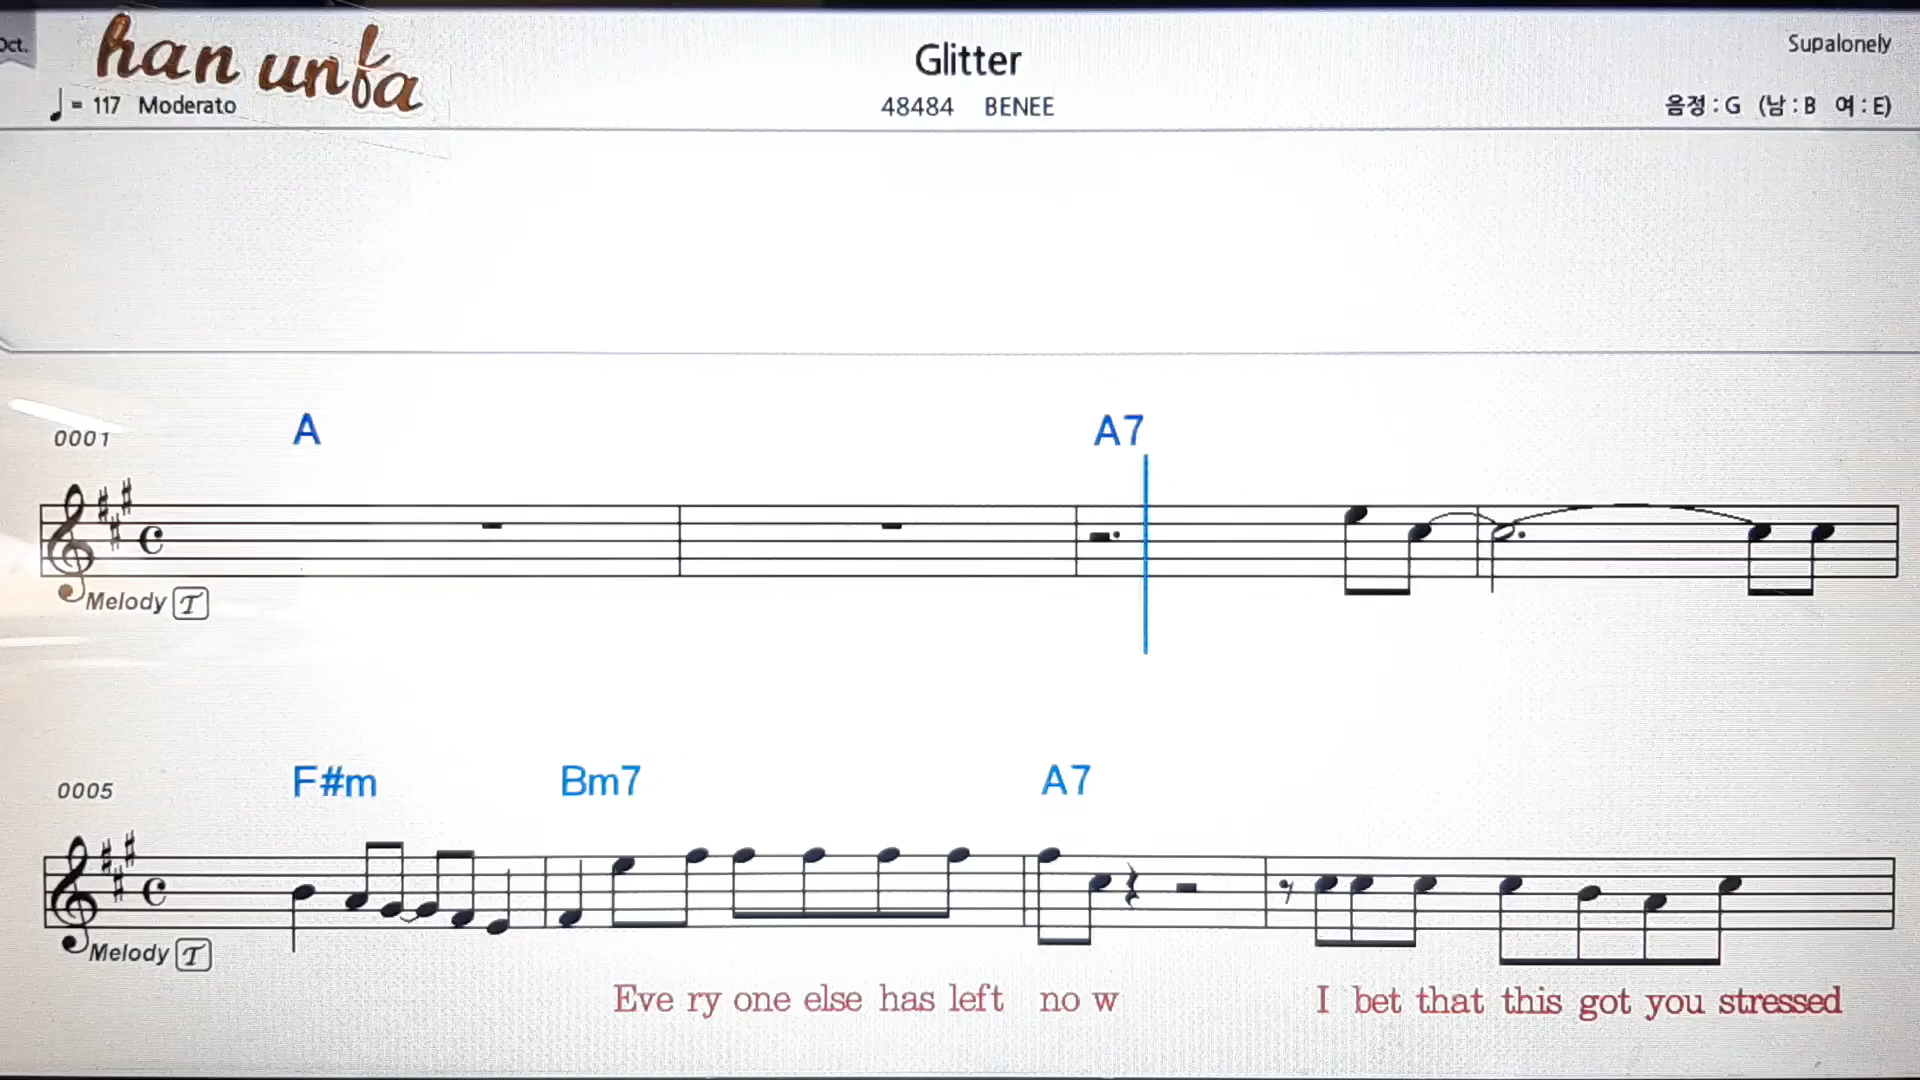 Oct.
han unfa
Glitter
Supalonely
= 117 Moderato
48484 BENEE
음정 : G (남 : B 여 : E)
0001
A A7
Melody T
0005
F#m Bm7 A7
Melody T
Eve ry one else has left no w I bet that this got you stressed